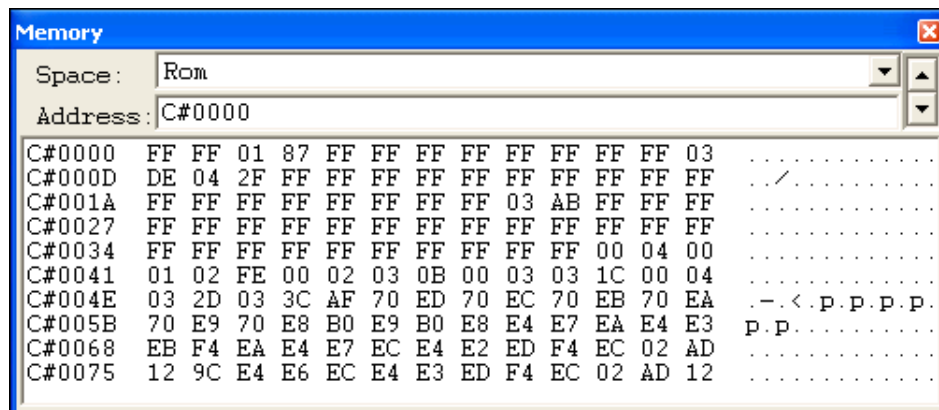 Memory
Space: Rom
Address: C#0000
C#0000 FF FF 01 87 FF FF FF FF FF FF FF FF 03 .............
C#000D DE 04 2F FF FF FF FF FF FF FF FF FF FF ../..........
C#001A FF FF FF FF FF FF FF FF 03 AB FF FF FF .............
C#0027 FF FF FF FF FF FF FF FF FF FF FF FF FF .............
C#0034 FF FF FF FF FF FF FF FF FF FF 00 04 00 .............
C#0041 01 02 FE 00 02 03 0B 00 03 03 1C 00 04 .............
C#004E 03 2D 03 3C AF 70 ED 70 EC 70 EB 70 EA .-.<.p.p.p.p.
C#005B 70 E9 70 E8 B0 E9 B0 E8 E4 E7 EA E4 E3 p.p..........
C#0068 EB F4 EA E4 E7 EC E4 E2 ED F4 EC 02 AD .............
C#0075 12 9C E4 E6 EC E4 E3 ED F4 EC 02 AD 12 .............